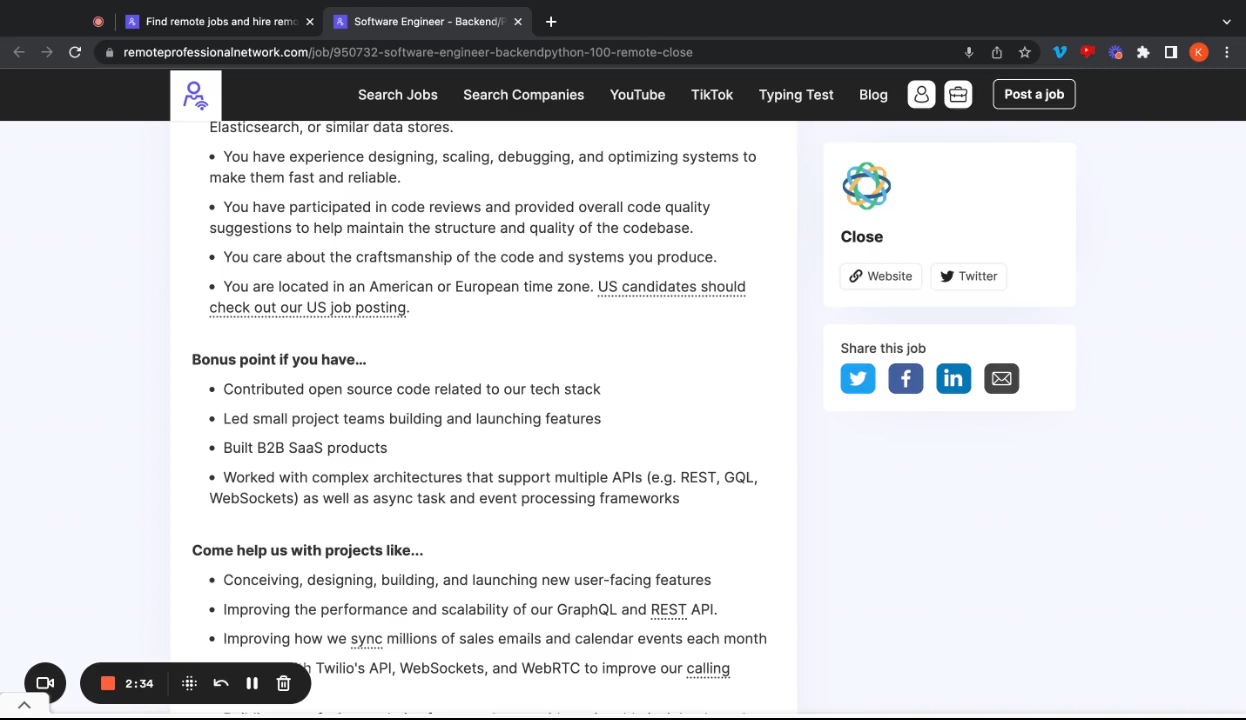 Find remote jobs and hire remo
Software Engineer - Backend/P
remoteprofessionalnetwork.com/job/950732-software-engineer-backendpython-100-remote-close
K
Search Jobs
Search Companies
YouTube
TikTok
Typing Test
Blog
Post a job
Elasticsearch, or similar data stores.
• You have experience designing, scaling, debugging, and optimizing systems to
make them fast and reliable.
• You have participated in code reviews and provided overall code quality
suggestions to help maintain the structure and quality of the codebase.
• You care about the craftsmanship of the code and systems you produce.
• You are located in an American or European time zone. US candidates should
check out our US job posting.
Bonus point if you have...
• Contributed open source code related to our tech stack
• Led small project teams building and launching features
• Built B2B SaaS products
• Worked with complex architectures that support multiple APIs (e.g. REST, GQL,
WebSockets) as well as async task and event processing frameworks
Come help us with projects like...
• Conceiving, designing, building, and launching new user-facing features
• Improving the performance and scalability of our GraphQL and REST API.
• Improving how we sync millions of sales emails and calendar events each month
Twilio's API, WebSockets, and WebRTC to improve our calling
Close
Website
Twitter
Share this job
2:34